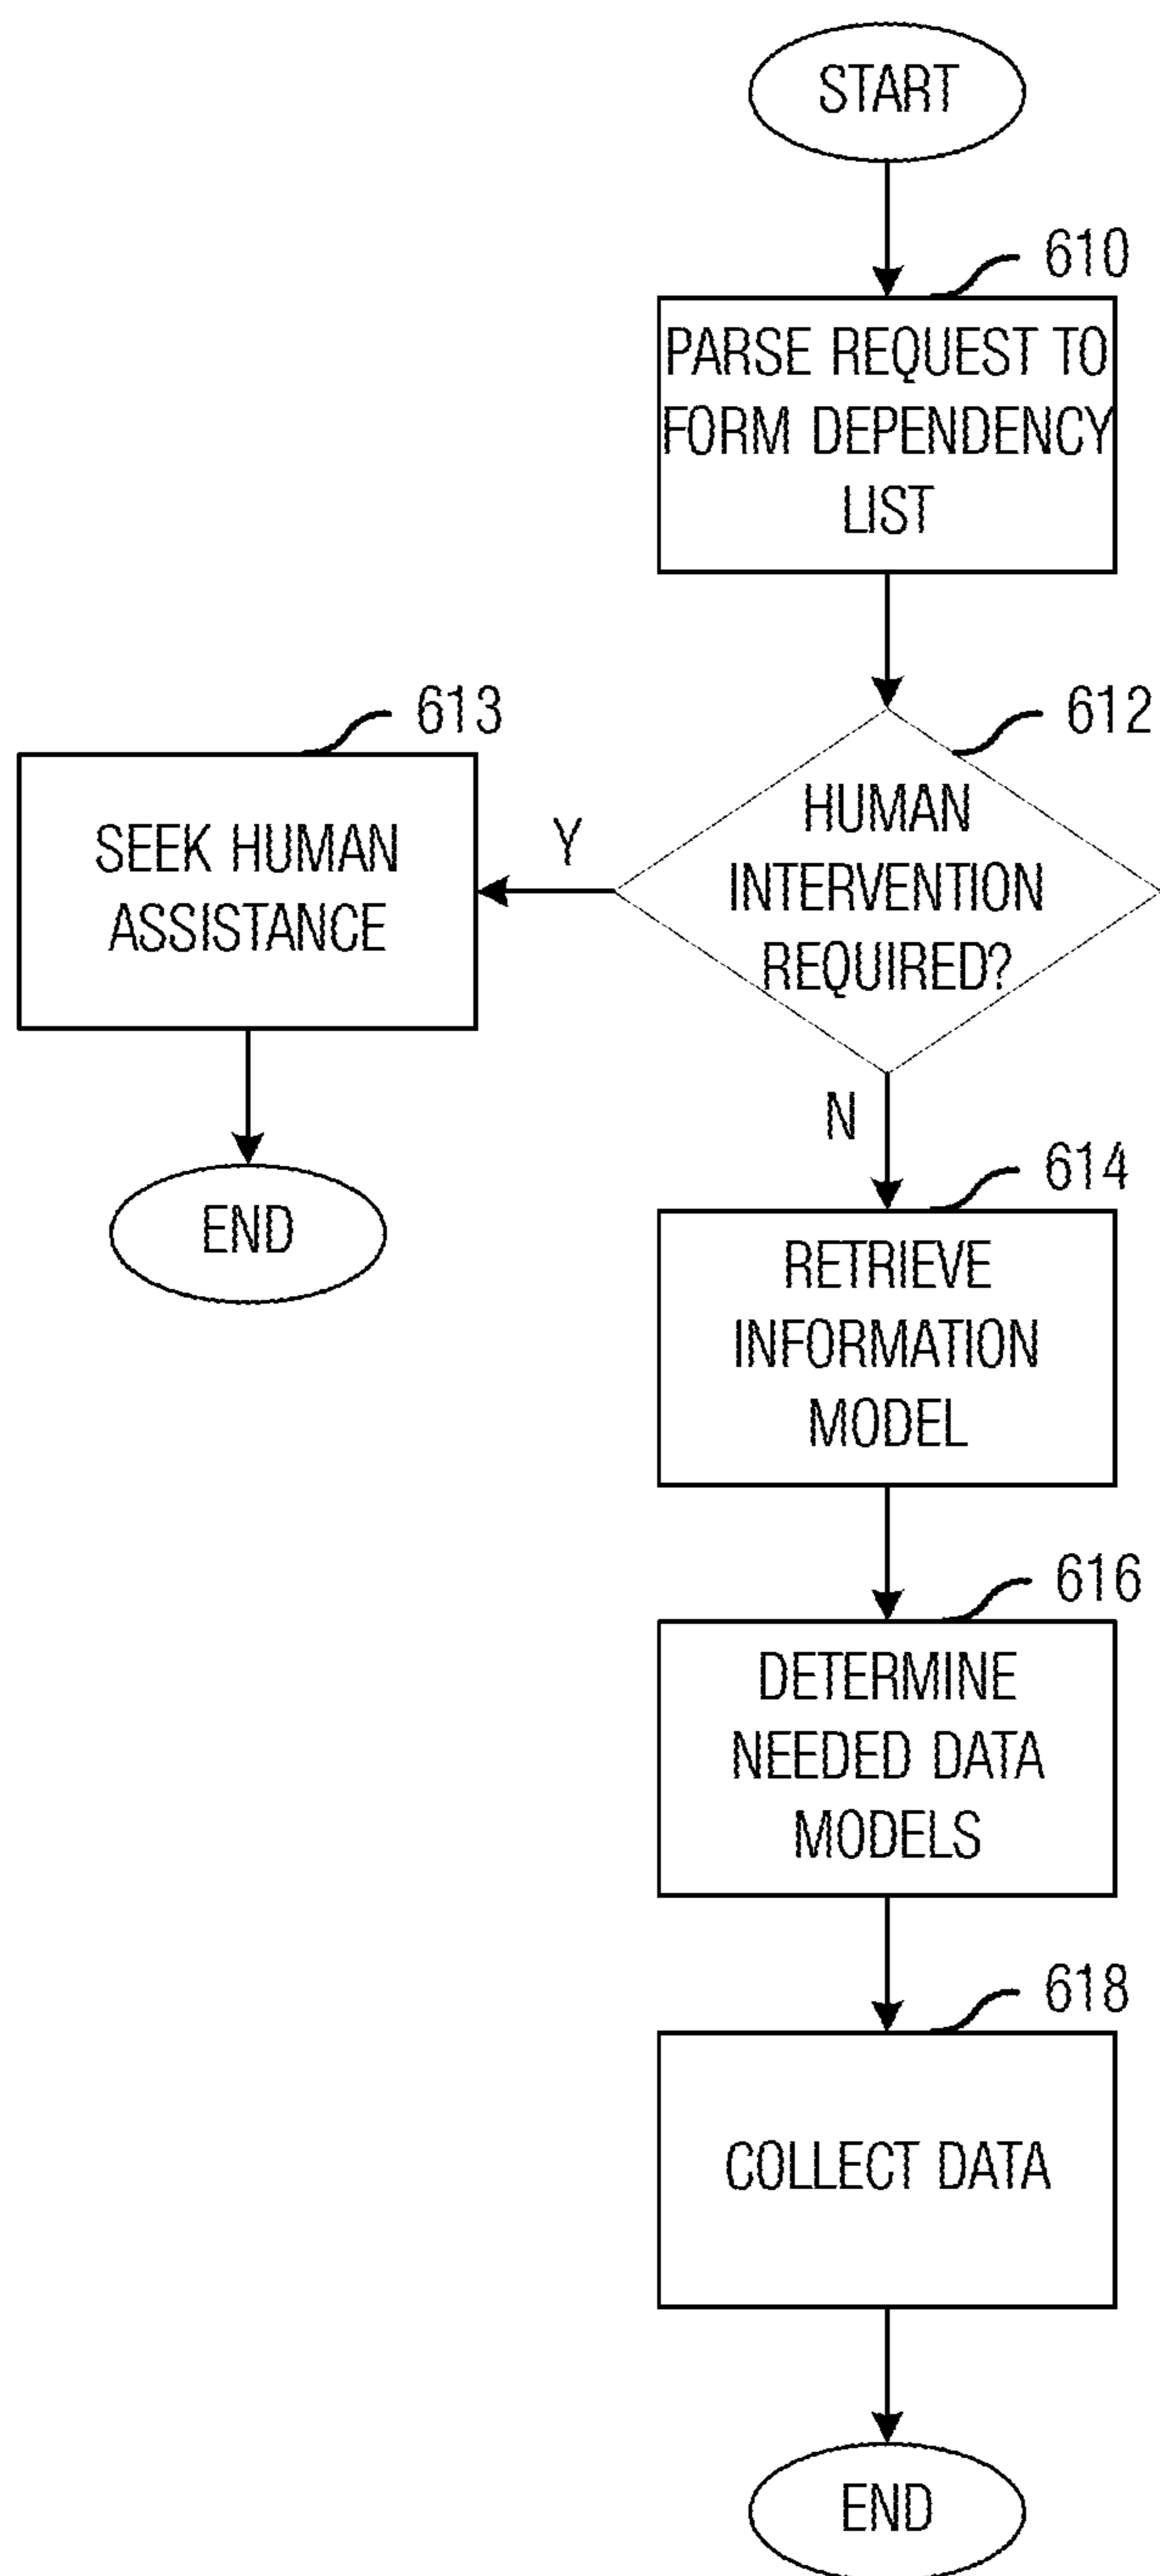 START
610
PARSE REQUEST TO
FORM DEPENDENCY
LIST
612
HUMAN
INTERVENTION
REQUIRED?
Y
613
SEEK HUMAN
ASSISTANCE
END
N
614
RETRIEVE
INFORMATION
MODEL
616
DETERMINE
NEEDED DATA
MODELS
618
COLLECT DATA
END